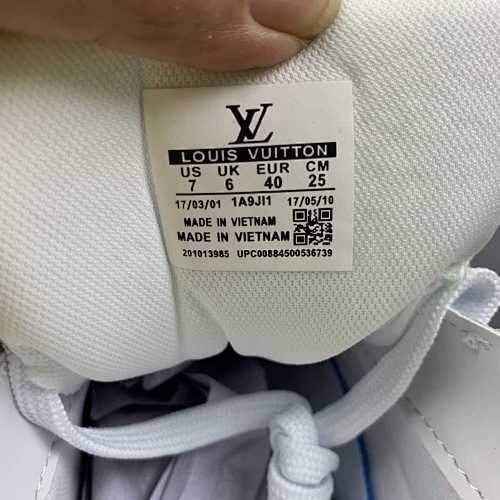 LV
LOUIS VUITTON
US UK EUR CM
7 6 40 25
17/03/01 1A9JI1 17/05/10
MADE IN VIETNAM
MADE IN VIETNAM
201013985 UPC00884500536739